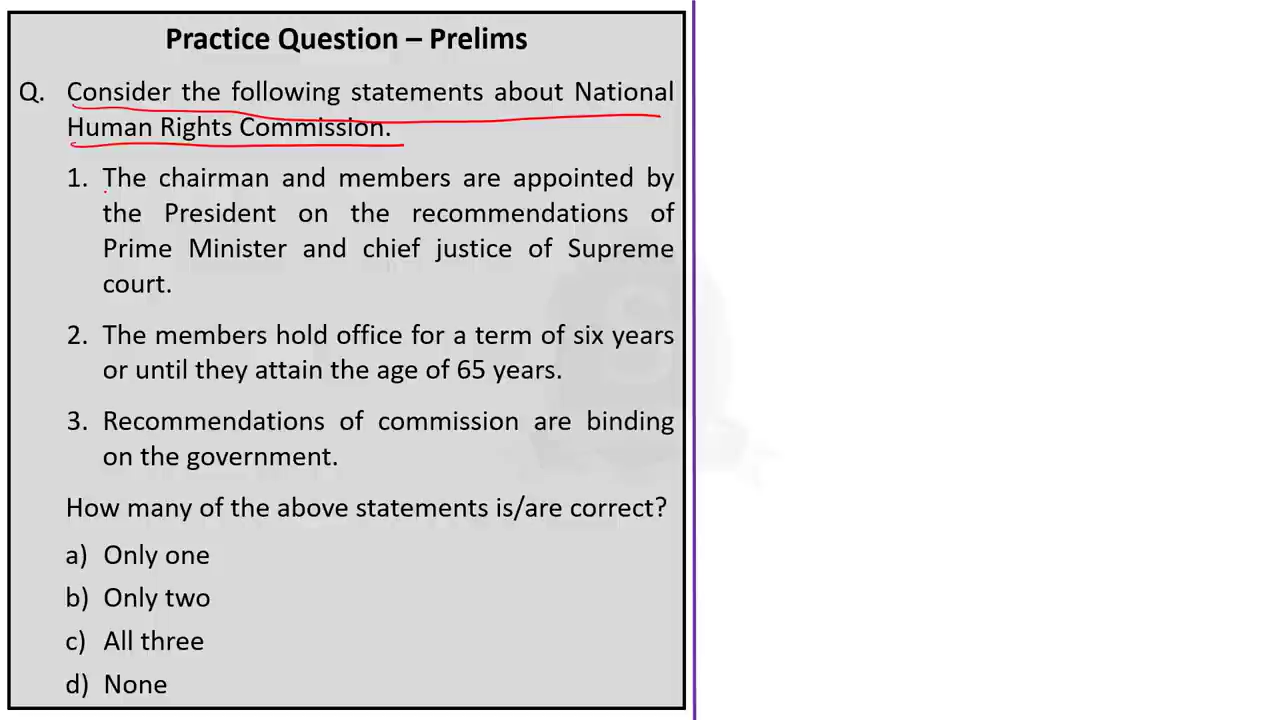 Practice Question – Prelims
Q. Consider the following statements about National
Human Rights Commission.
1. The chairman and members are appointed by
the President on the recommendations of
Prime Minister and chief justice of Supreme
court.
2. The members hold office for a term of six years
or until they attain the age of 65 years.
3. Recommendations of commission are binding
on the government.
How many of the above statements is/are correct?
a) Only one
b) Only two
c) All three
d) None